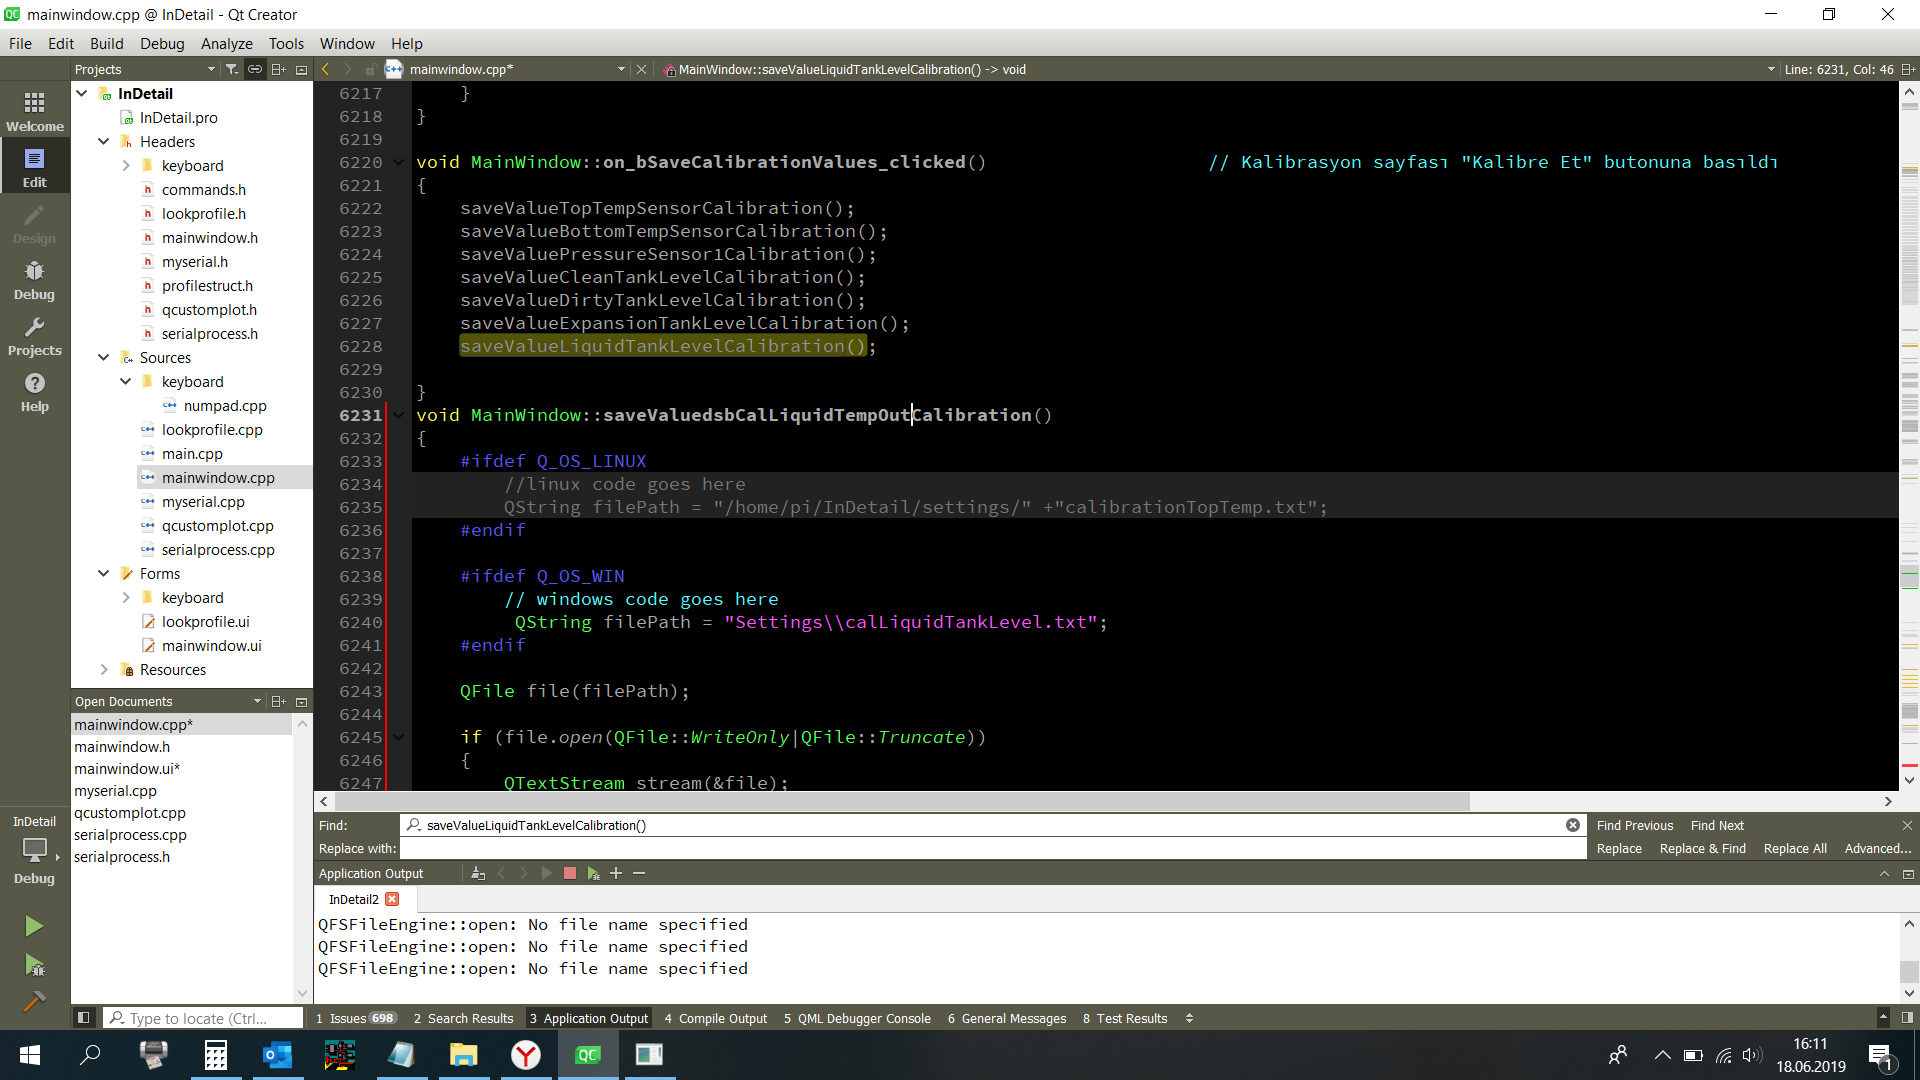 mainwindow.cpp @ InDetail - Qt Creator
File Edit Build Debug Analyze Tools Window Help
Projects
mainwindow.cpp*
MainWindow::saveValueLiquidTankLevelCalibration() -> void
Line: 6231, Col: 46
Welcome
Edit
Design
Debug
Projects
Help
InDetail
Debug
InDetail
InDetail.pro
Headers
keyboard
commands.h
lookprofile.h
mainwindow.h
myserial.h
profilestruct.h
qcustomplot.h
serialprocess.h
Sources
keyboard
numpad.cpp
lookprofile.cpp
main.cpp
mainwindow.cpp
myserial.cpp
qcustomplot.cpp
serialprocess.cpp
Forms
keyboard
lookprofile.ui
mainwindow.ui
Resources
Open Documents
mainwindow.cpp*
mainwindow.h
mainwindow.ui*
myserial.cpp
qcustomplot.cpp
serialprocess.cpp
serialprocess.h
6217 }
6218 }
6219
6220 void MainWindow::on_bSaveCalibrationValues_clicked() // Kalibrasyon sayfası "Kalibre Et" butonuna basıldı
6221 {
6222 saveValueTopTempSensorCalibration();
6223 saveValueBottomTempSensorCalibration();
6224 saveValuePressureSensor1Calibration();
6225 saveValueCleanTankLevelCalibration();
6226 saveValueDirtyTankLevelCalibration();
6227 saveValueExpansionTankLevelCalibration();
6228 saveValueLiquidTankLevelCalibration();
6229
6230 }
6231 void MainWindow::saveValuedsbCalLiquidTempOutCalibration()
6232 {
6233 #ifdef Q_OS_LINUX
6234 //linux code goes here
6235 QString filePath = "/home/pi/InDetail/settings/" +"calibrationTopTemp.txt";
6236 #endif
6237
6238 #ifdef Q_OS_WIN
6239 // windows code goes here
6240 QString filePath = "Settings\\calLiquidTankLevel.txt";
6241 #endif
6242
6243 QFile file(filePath);
6244
6245 if (file.open(QFile::WriteOnly|QFile::Truncate))
6246 {
6247 QTextStream stream(&file);
Find: saveValueLiquidTankLevelCalibration() Find Previous Find Next
Replace with: Replace Replace & Find Replace All Advanced...
Application Output
InDetail2
QFSFileEngine::open: No file name specified
QFSFileEngine::open: No file name specified
QFSFileEngine::open: No file name specified
Type to locate (Ctrl...
1 Issues 698 2 Search Results 3 Application Output 4 Compile Output 5 QML Debugger Console 6 General Messages 8 Test Results
16:11
18.06.2019
1